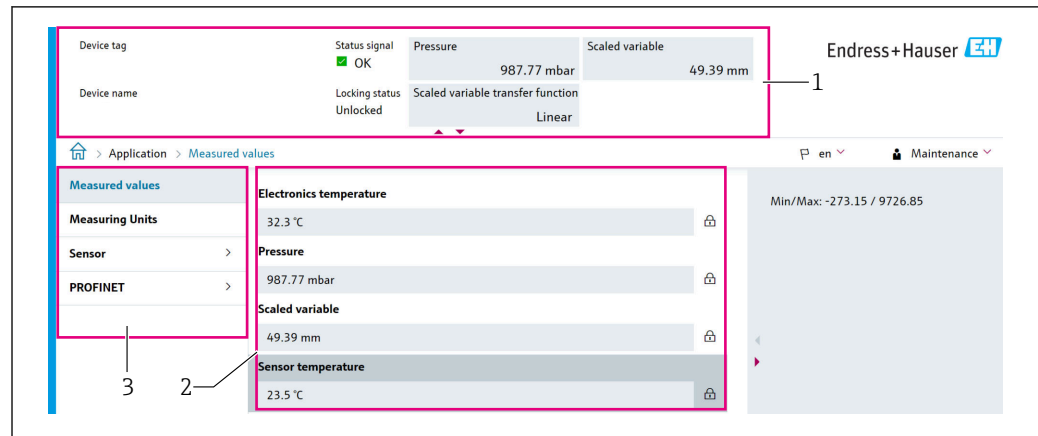 Device tag
Status signal
OK
Pressure
987.77 mbar
Scaled variable
49.39 mm
Endress+Hauser EH
1
Device name
Locking status
Unlocked
Scaled variable transfer function
Linear
> Application > Measured values
en
Maintenance
Measured values
Measuring Units
Sensor >
PROFINET >
3
2
Electronics temperature
32.3 °C
Pressure
987.77 mbar
Scaled variable
49.39 mm
Sensor temperature
23.5 °C
Min/Max: -273.15 / 9726.85